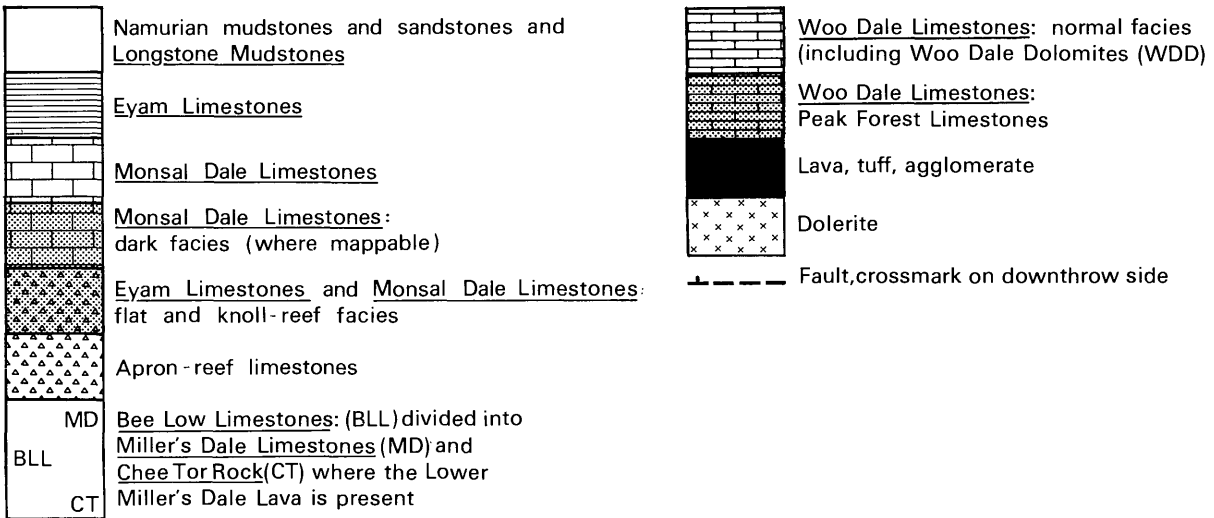 Namurian mudstones and sandstones and
Longstone Mudstones
Eyam Limestones
Monsal Dale Limestones
Monsal Dale Limestones:
dark facies (where mappable)
Eyam Limestones and Monsal Dale Limestones:
flat and knoll-reef facies
Apron-reef limestones
MD
BLL
CT
Bee Low Limestones: (BLL) divided into
Miller's Dale Limestones (MD) and
Chee Tor Rock(CT) where the Lower
Miller's Dale Lava is present
Woo Dale Limestones: normal facies
(including Woo Dale Dolomites (WDD)
Woo Dale Limestones:
Peak Forest Limestones
Lava, tuff, agglomerate
Dolerite
Fault,crossmark on downthrow side